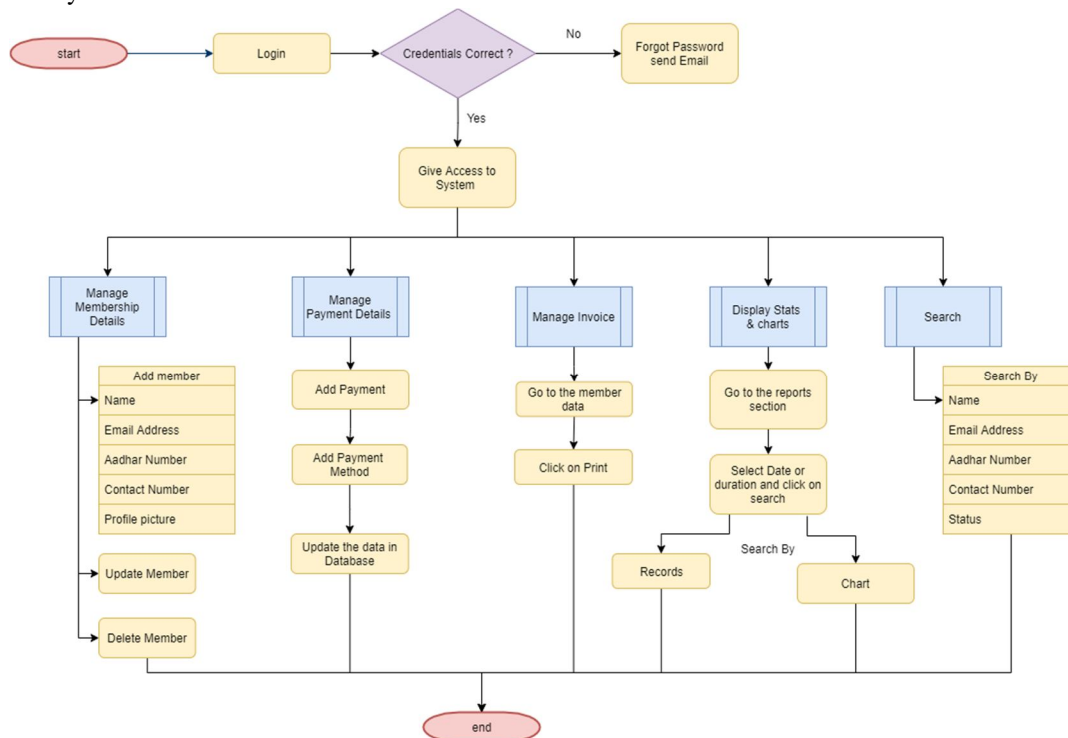 start
Login
Credentials Correct ?
No
Forgot Password
send Email
Yes
Give Access to
System
Manage
Membership
Details
Manage
Payment Details
Manage Invoice
Display Stats
& charts
Search
Add member
Name
Email Address
Aadhar Number
Contact Number
Profile picture
Update Member
Delete Member
Add Payment
Add Payment
Method
Update the data in
Database
Go to the member
data
Click on Print
Go to the reports
section
Select Date or
duration and click on
search
Search By
Records
Chart
Search By
Name
Email Address
Aadhar Number
Contact Number
Status
end